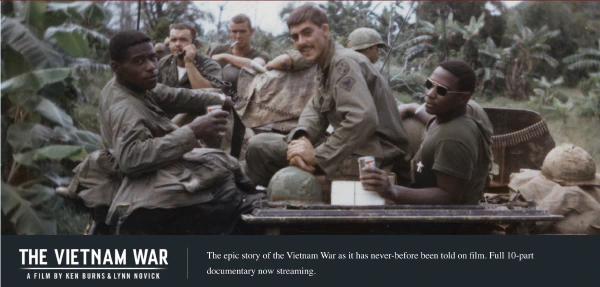 THE VIETNAM WAR
A FILM BY KEN BURNS & LYNN NOVICK
The epic story of the Vietnam War as it has never-before been told on film. Full 10-part
documentary now streaming.